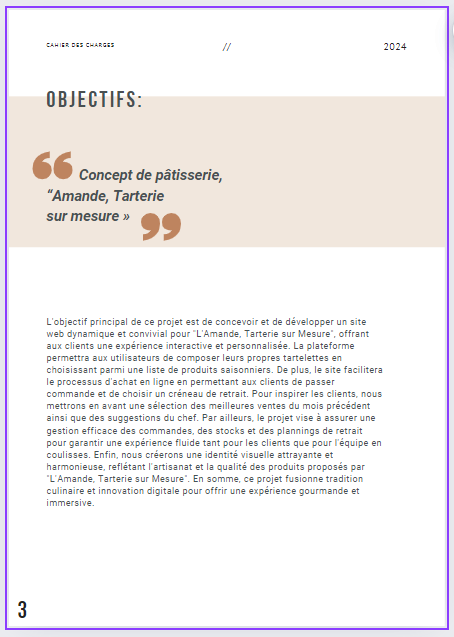 CAHIER DES CHARGES
//
2024
OBJECTIFS:
“ Concept de pâtisserie,
“Amande, Tarterie
sur mesure » ”
L'objectif principal de ce projet est de concevoir et de développer un site
web dynamique et convivial pour "L'Amande, Tarterie sur Mesure", offrant
aux clients une expérience interactive et personnalisée. La plateforme
permettra aux utilisateurs de composer leurs propres tartelettes en
choisissant parmi une liste de produits saisonniers. De plus, le site facilitera
le processus d'achat en ligne en permettant aux clients de passer
commande et de choisir un créneau de retrait. Pour inspirer les clients, nous
mettrons en avant une sélection des meilleures ventes du mois précédent
ainsi que des suggestions du chef. Par ailleurs, le projet vise à assurer une
gestion efficace des commandes, des stocks et des plannings de retrait
pour garantir une expérience fluide tant pour les clients que pour l'équipe en
coulisses. Enfin, nous créerons une identité visuelle attrayante et
harmonieuse, reflétant l'artisanat et la qualité des produits proposés par
"L'Amande, Tarterie sur Mesure". En somme, ce projet fusionne tradition
culinaire et innovation digitale pour offrir une expérience gourmande et
immersive.
3